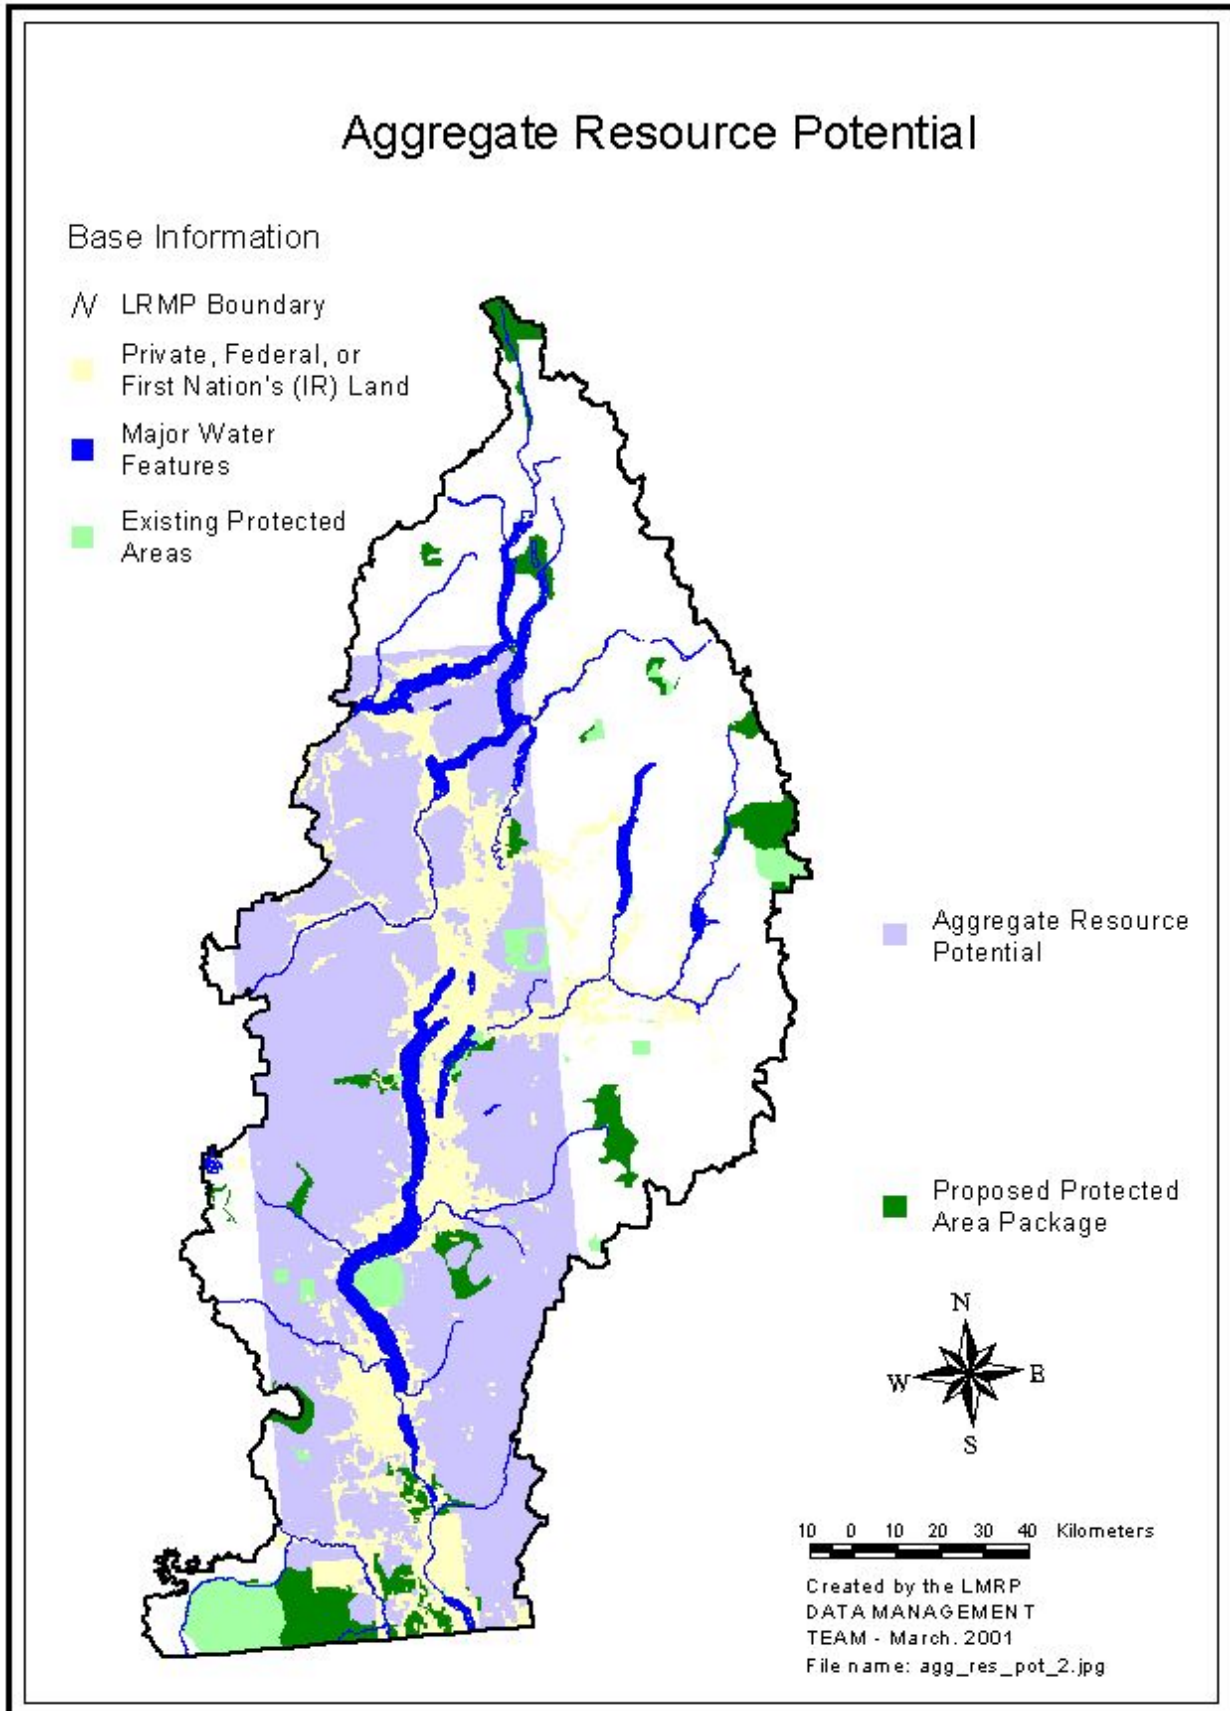 Aggregate Resource Potential
Base Information
LRMP Boundary
Private, Federal, or
First Nation's (IR) Land
Major Water
Features
Existing Protected
Areas
Aggregate Resource
Potential
Proposed Protected
Area Package
N
W
E
S
10 0 10 20 30 40 Kilometers
Created by the LMRP
DATA MANAGEMENT
TEAM - March. 2001
File name: agg_res_pot_2.jpg